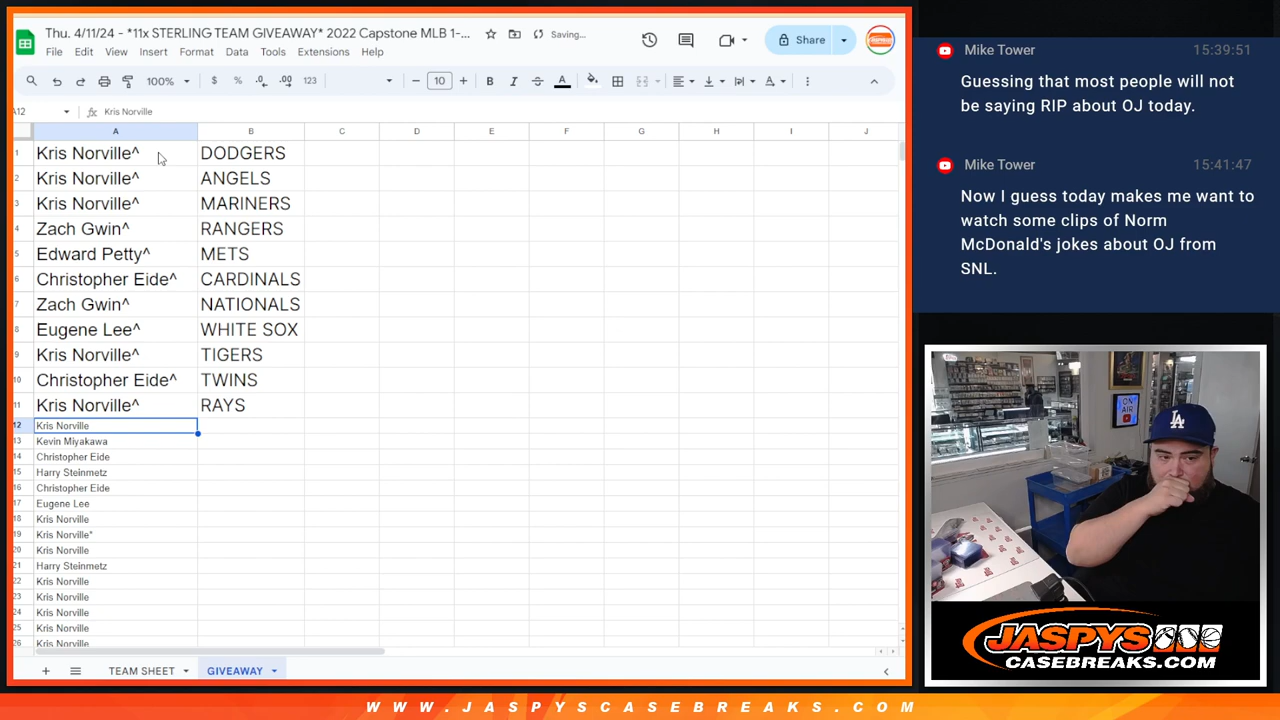 Thu. 4/11/24 - *11x STERLING TEAM GIVEAWAY* 2022 Capstone MLB 1-...
Saving...
Share
File Edit View Insert Format Data Tools Extensions Help
100% $ % .0 .00 123 10 B I S A
A12 fx Kris Norville
A B C D E F G H I J
1 Kris Norville^ DODGERS
2 Kris Norville^ ANGELS
3 Kris Norville^ MARINERS
4 Zach Gwin^ RANGERS
5 Edward Petty^ METS
6 Christopher Eide^ CARDINALS
7 Zach Gwin^ NATIONALS
8 Eugene Lee^ WHITE SOX
9 Kris Norville^ TIGERS
10 Christopher Eide^ TWINS
11 Kris Norville^ RAYS
12 Kris Norville
13 Kevin Miyakawa
14 Christopher Eide
15 Harry Steinmetz
16 Christopher Eide
17 Eugene Lee
18 Kris Norville
19 Kris Norville*
20 Kris Norville
21 Harry Steinmetz
22 Kris Norville
23 Kris Norville
24 Kris Norville
25 Kris Norville
26 Kris Norville
TEAM SHEET GIVEAWAY
Mike Tower 15:39:51
Guessing that most people will not
be saying RIP about OJ today.
Mike Tower 15:41:47
Now I guess today makes me want to
watch some clips of Norm
McDonald's jokes about OJ from
SNL.
ON
AIR
LA
JASPYS
CASEBREAKS.COM
WWW.JASPYSCASEBREAKS.COM